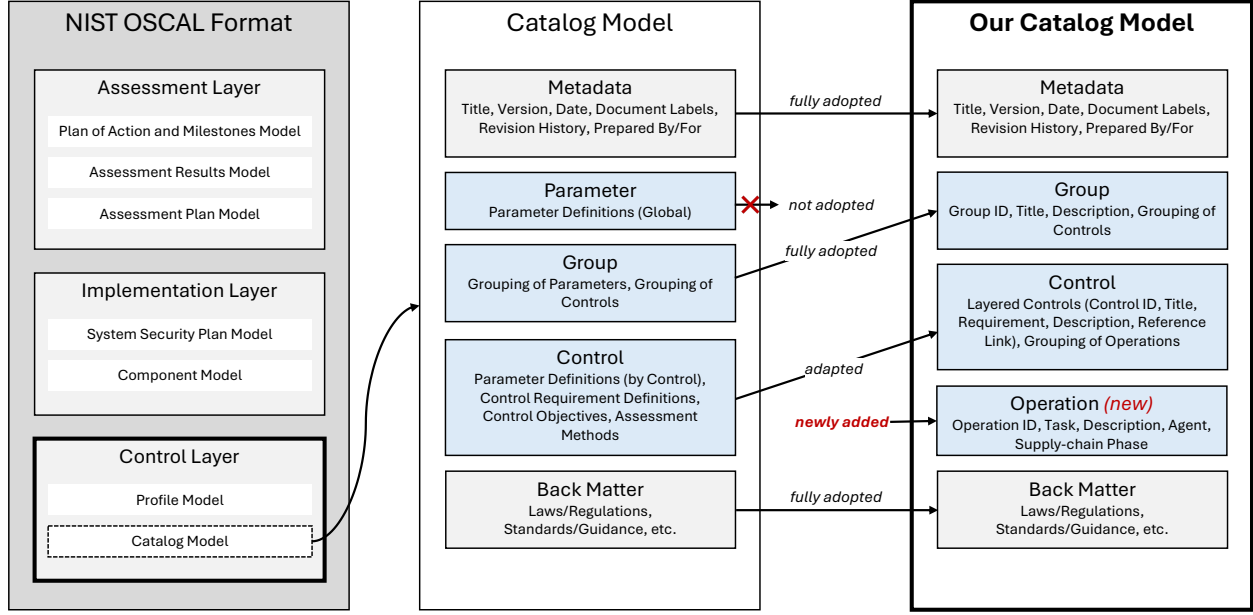 NIST OSCAL Format
Assessment Layer
Plan of Action and Milestones Model
Assessment Results Model
Assessment Plan Model
Implementation Layer
System Security Plan Model
Component Model
Control Layer
Profile Model
Catalog Model
Catalog Model
Metadata
Title, Version, Date, Document Labels,
Revision History, Prepared By/For
Parameter
Parameter Definitions (Global)
Group
Grouping of Parameters, Grouping of
Controls
Control
Parameter Definitions (by Control),
Control Requirement Definitions,
Control Objectives, Assessment
Methods
Back Matter
Laws/Regulations,
Standards/Guidance, etc.
fully adopted
not adopted
fully adopted
adapted
newly added
fully adopted
Our Catalog Model
Metadata
Title, Version, Date, Document Labels,
Revision History, Prepared By/For
Group
Group ID, Title, Description, Grouping of
Controls
Control
Layered Controls (Control ID, Title,
Requirement, Description, Reference
Link), Grouping of Operations
Operation (new)
Operation ID, Task, Description, Agent,
Supply-chain Phase
Back Matter
Laws/Regulations,
Standards/Guidance, etc.